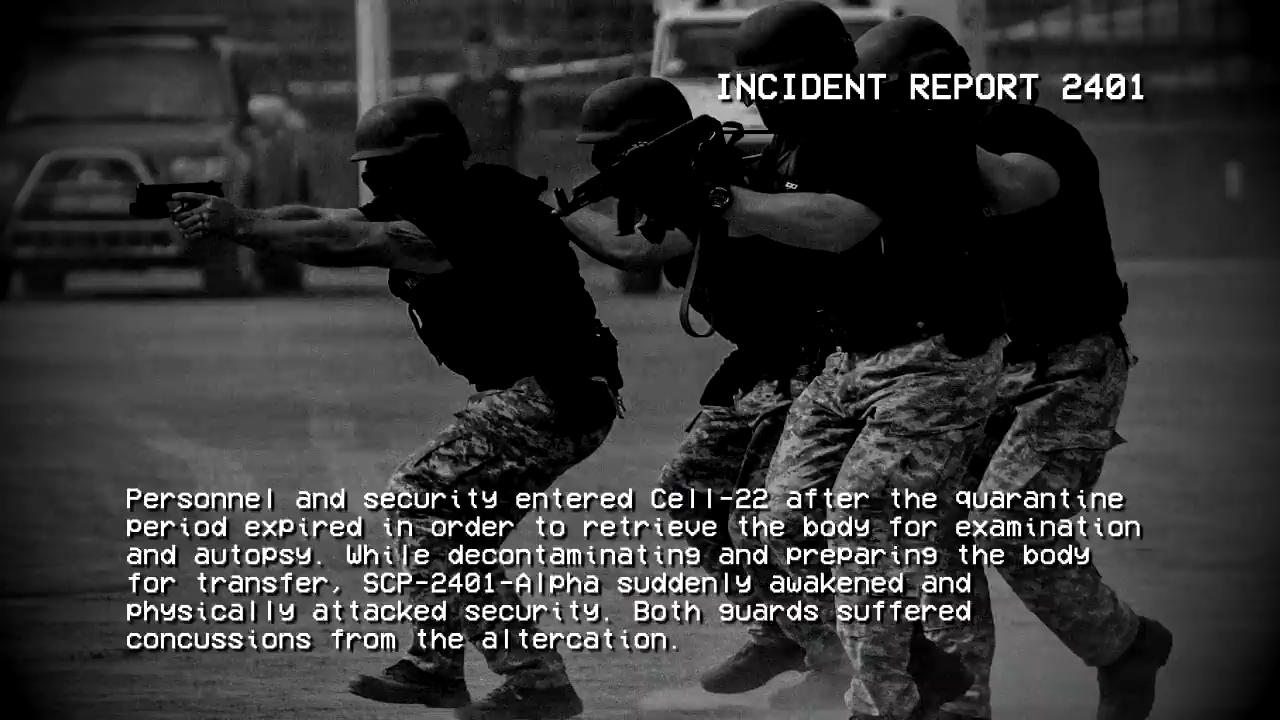 INCIDENT REPORT 2401
Personnel and security entered Cell-22 after the quarantine
period expired in order to retrieve the body for examination
and autopsy. While decontaminating and preparing the body
for transfer, SCP-2401-Alpha suddenly awakened and
physically attacked security. Both guards suffered
concussions from the altercation.